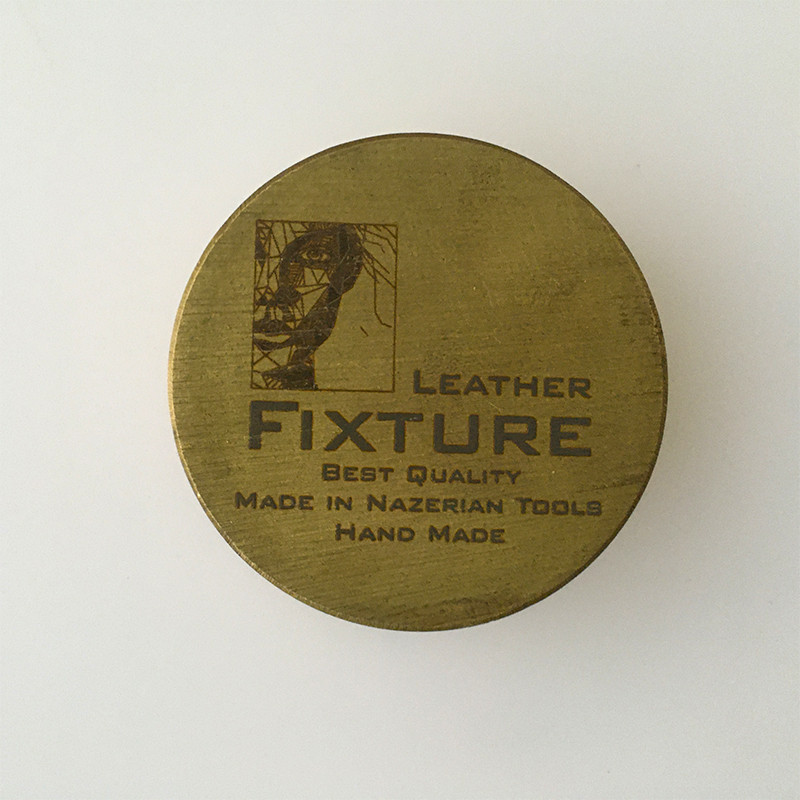 LEATHER
FIXTURE
BEST QUALITY
MADE IN NAZERIAN TOOLS
HAND MADE